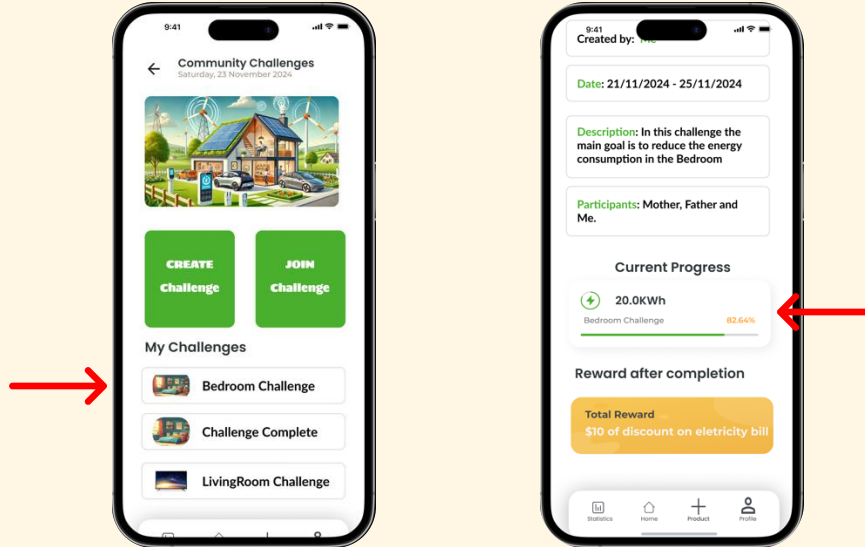 9:41
Community Challenges
Saturday, 23 November 2024
CREATE
Challenge
JOIN
Challenge
My Challenges
Bedroom Challenge
Challenge Complete
LivingRoom Challenge
9:41
Created by: Me
Date: 21/11/2024 - 25/11/2024
Description: In this challenge the
main goal is to reduce the energy
consumption in the Bedroom
Participants: Mother, Father and
Me.
Current Progress
20.0KWh
Bedroom Challenge 82.64%
Reward after completion
Total Reward
$10 of discount on eletricity bill
Statistics Home Product Profile